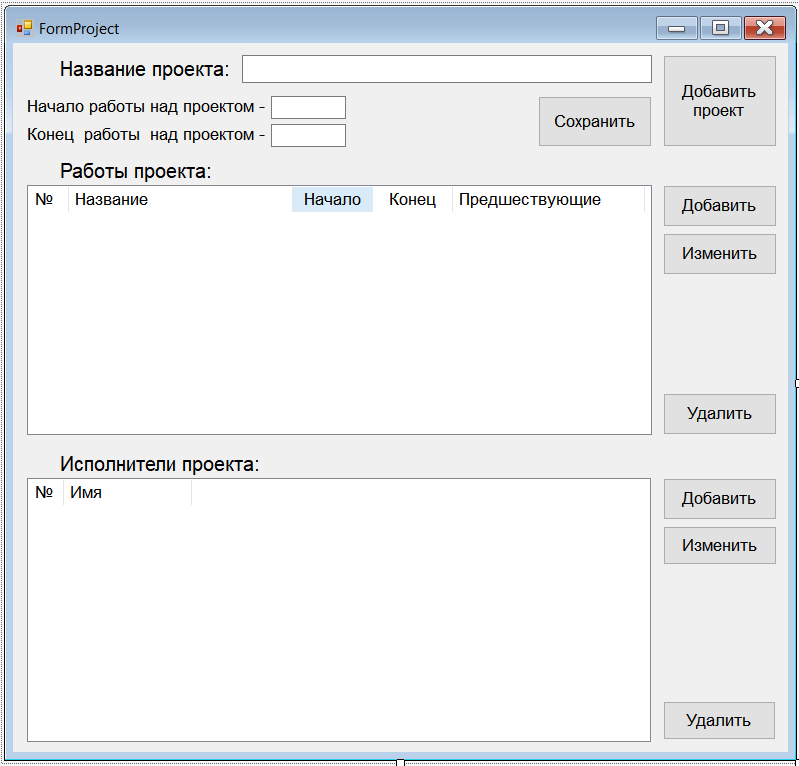 FormProject
Название проекта:
Добавить
проект
Начало работы над проектом -
Конец  работы  над проектом -
Сохранить
Работы проекта:
№ Название Начало Конец Предшествующие
Добавить
Изменить
Удалить
Исполнители проекта:
№ Имя
Добавить
Изменить
Удалить